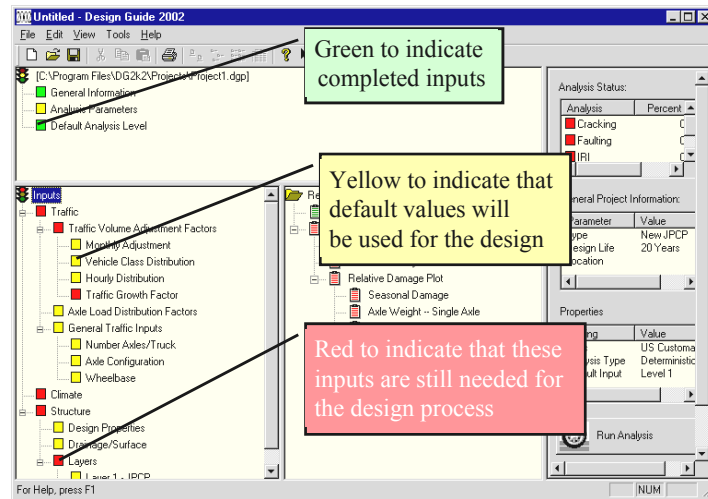 Untitled - Design Guide 2002
File Edit View Tools Help
Green to indicate
completed inputs
[C:\Program Files\DG2k2\Projects\Project1.dgp]
General Information
Analysis Parameters
Default Analysis Level
Analysis Status:
Analysis Percent
Cracking
Faulting
IRI
Inputs
Traffic
Traffic Volume Adjustment Factors
Monthly Adjustment
Vehicle Class Distribution
Hourly Distribution
Traffic Growth Factor
Axle Load Distribution Factors
General Traffic Inputs
Number Axles/Truck
Axle Configuration
Wheelbase
Climate
Structure
Design Properties
Drainage/Surface
Layers
Layer 1 - JPCP
Yellow to indicate that
default values will
be used for the design
Relative Damage Plot
Seasonal Damage
Axle Weight -- Single Axle
Red to indicate that these
inputs are still needed for
the design process
General Project Information:
Parameter Value
Type New JPCP
Design Life 20 Years
Location
Properties
Value
US Customa
Deterministic
Level 1
Run Analysis
For Help, press F1
NUM